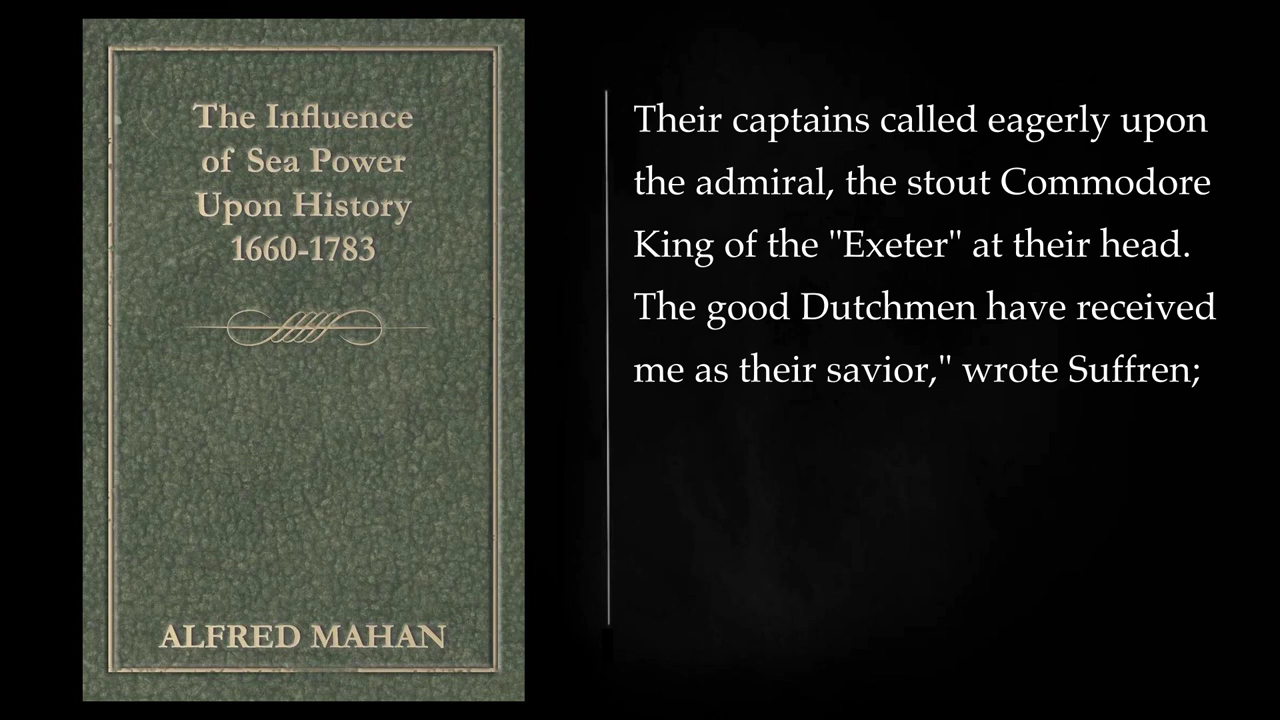 The Influence
of Sea Power
Upon History
1660-1783
ALFRED MAHAN
Their captains called eagerly upon
the admiral, the stout Commodore
King of the "Exeter" at their head.
The good Dutchmen have received
me as their savior," wrote Suffren;